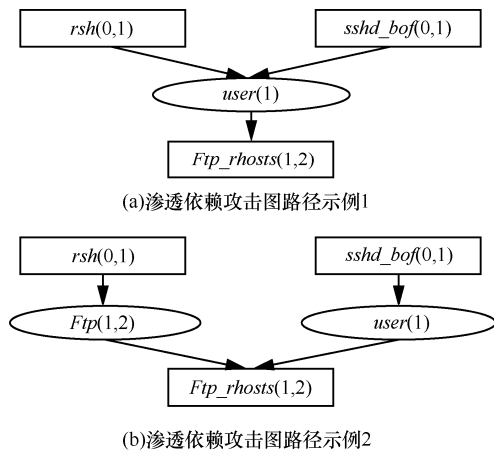 rsh(0,1) sshd_bof(0,1)
user(1)
Ftp_rhosts(1,2)
(a)渗透依赖攻击图路径示例1
rsh(0,1) sshd_bof(0,1)
Ftp(1,2) user(1)
Ftp_rhosts(1,2)
(b)渗透依赖攻击图路径示例2